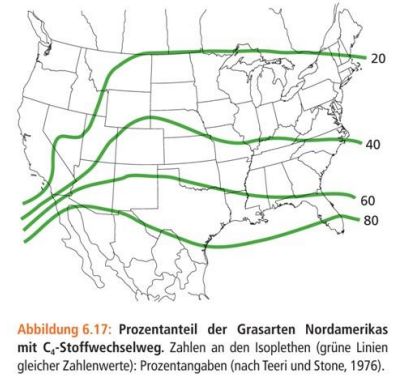 20
40
60
80
Abbildung 6.17: Prozentanteil der Grasarten Nordamerikas
mit C₄-Stoffwechselweg. Zahlen an den Isoplethen (grüne Linien
gleicher Zahlenwerte): Prozentangaben (nach Teeri und Stone, 1976).